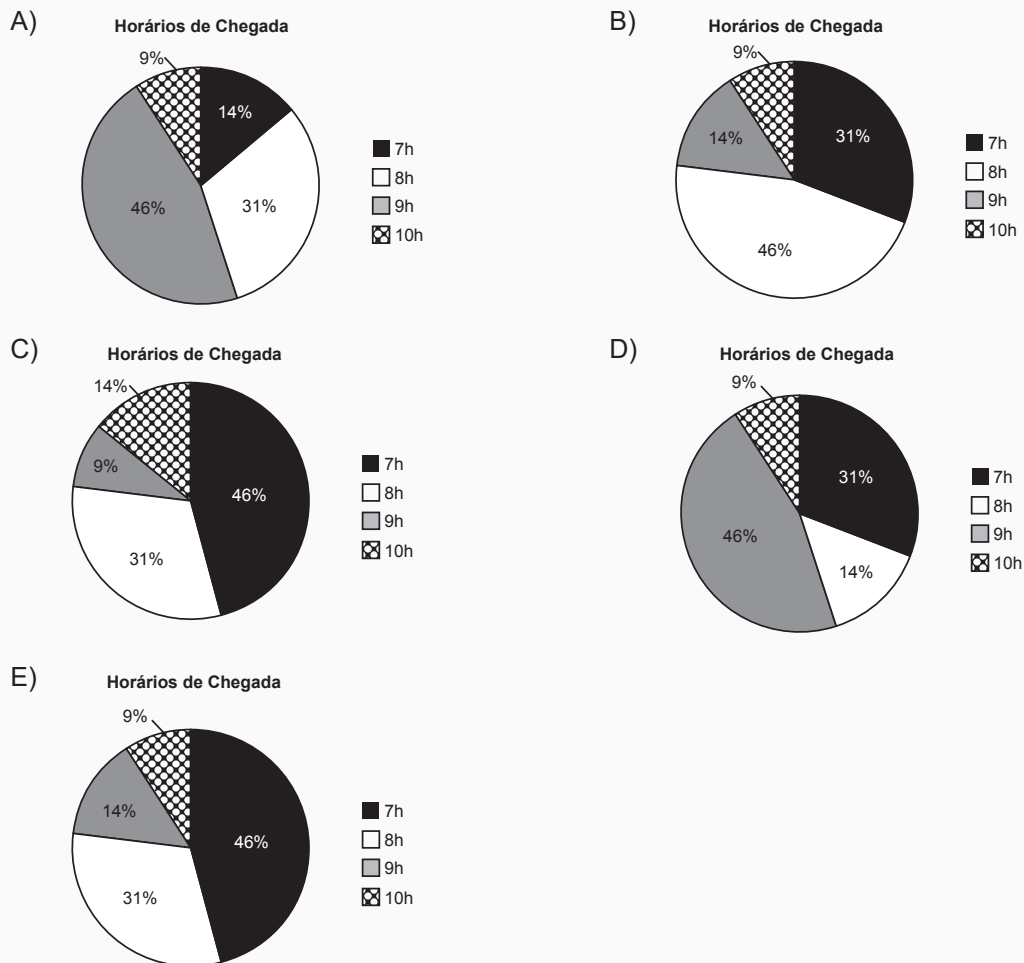 A)
Horários de Chegada
9%
14%
31%
46%
7h
8h
9h
10h
B)
Horários de Chegada
9%
31%
14%
46%
7h
8h
9h
10h
C)
Horários de Chegada
14%
9%
46%
31%
7h
8h
9h
10h
D)
Horários de Chegada
9%
31%
46%
14%
7h
8h
9h
10h
E)
Horários de Chegada
9%
14%
46%
31%
7h
8h
9h
10h